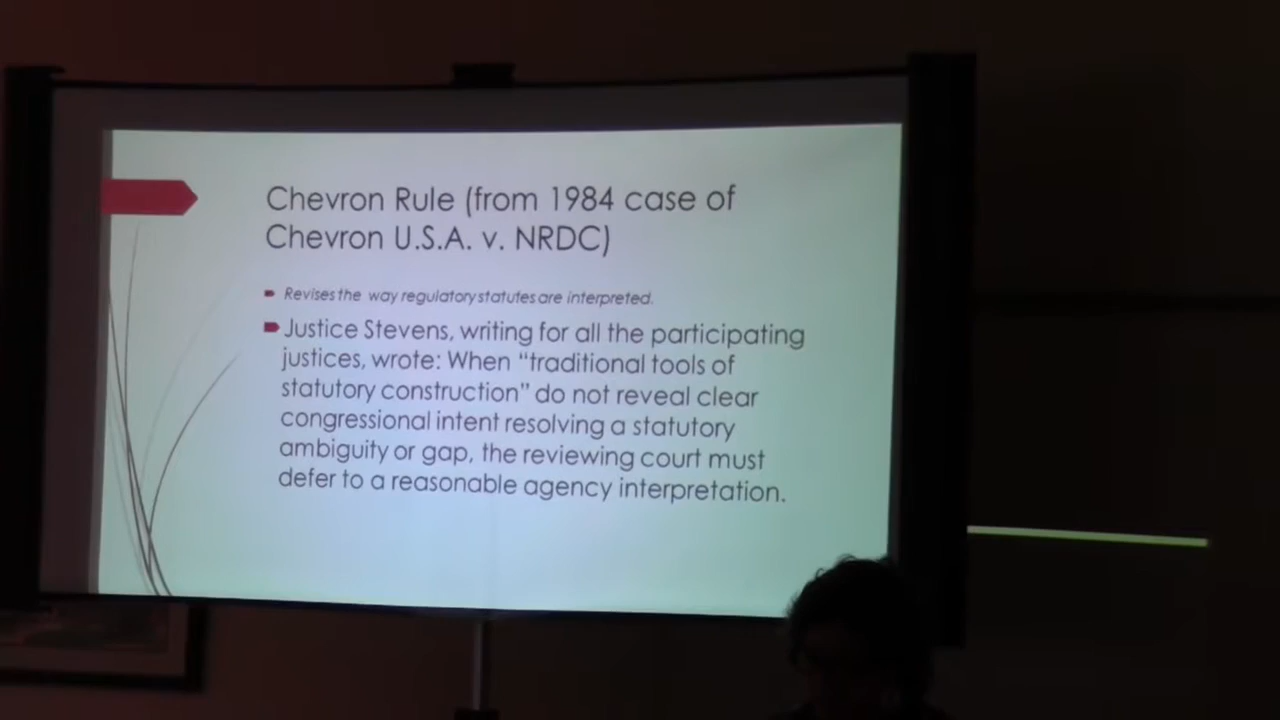 Chevron Rule (from 1984 case of
Chevron U.S.A. v. NRDC)
Revises the way regulatory statutes are interpreted.
Justice Stevens, writing for all the participating
justices, wrote: When “traditional tools of
statutory construction” do not reveal clear
congressional intent resolving a statutory
ambiguity or gap, the reviewing court must
defer to a reasonable agency interpretation.